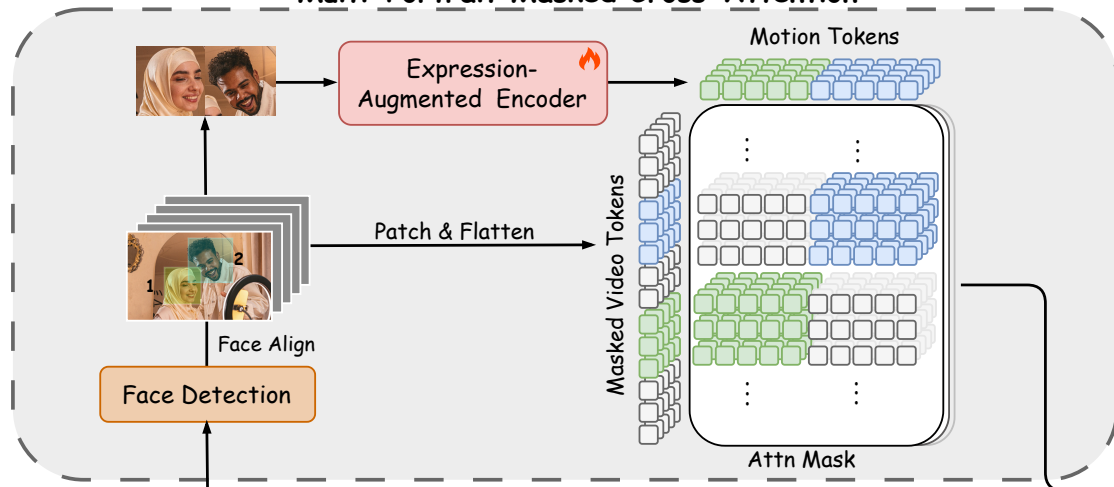 Motion Tokens
Expression-
Augmented Encoder
Masked Video Tokens
Patch & Flatten
1
2
Face Align
Face Detection
Attn Mask